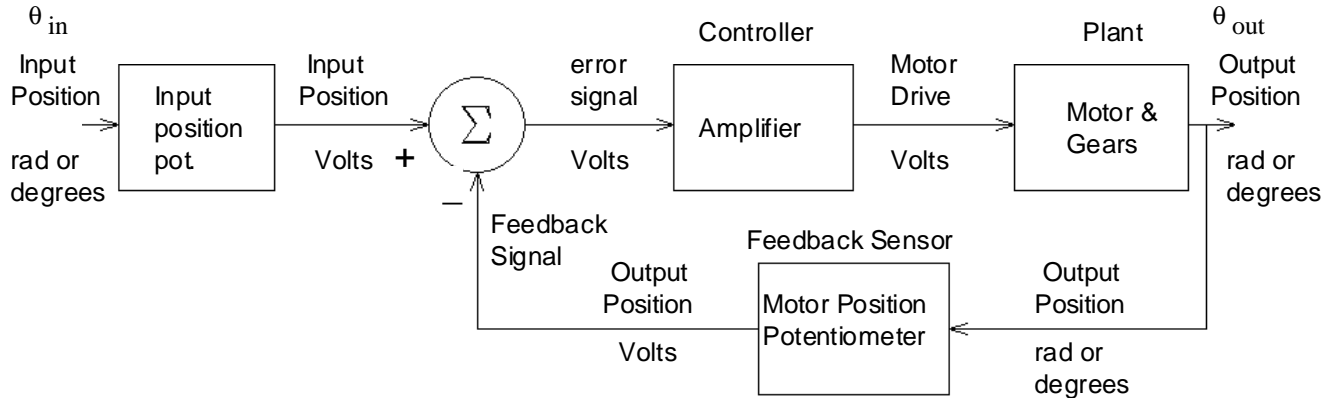 θ in
Input
Position
rad or
degrees
Input
position
pot.
Input
Position
Volts
+
Σ
−
error
signal
Volts
Controller
Amplifier
Motor
Drive
Volts
Plant
Motor &
Gears
θ out
Output
Position
rad or
degrees
Feedback
Signal
Output
Position
Volts
Feedback Sensor
Motor Position
Potentiometer
Output
Position
rad or
degrees